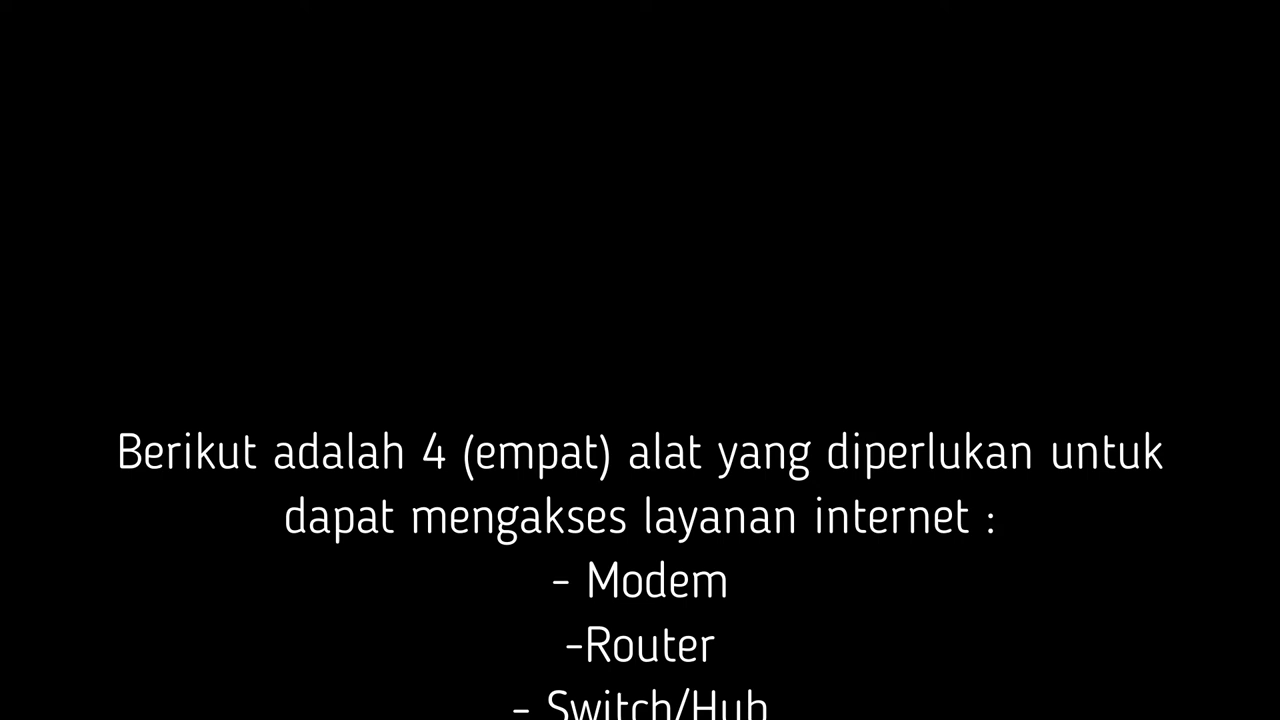 Berikut adalah 4 (empat) alat yang diperlukan untuk
dapat mengakses layanan internet :
- Modem
-Router
- Switch/Hub